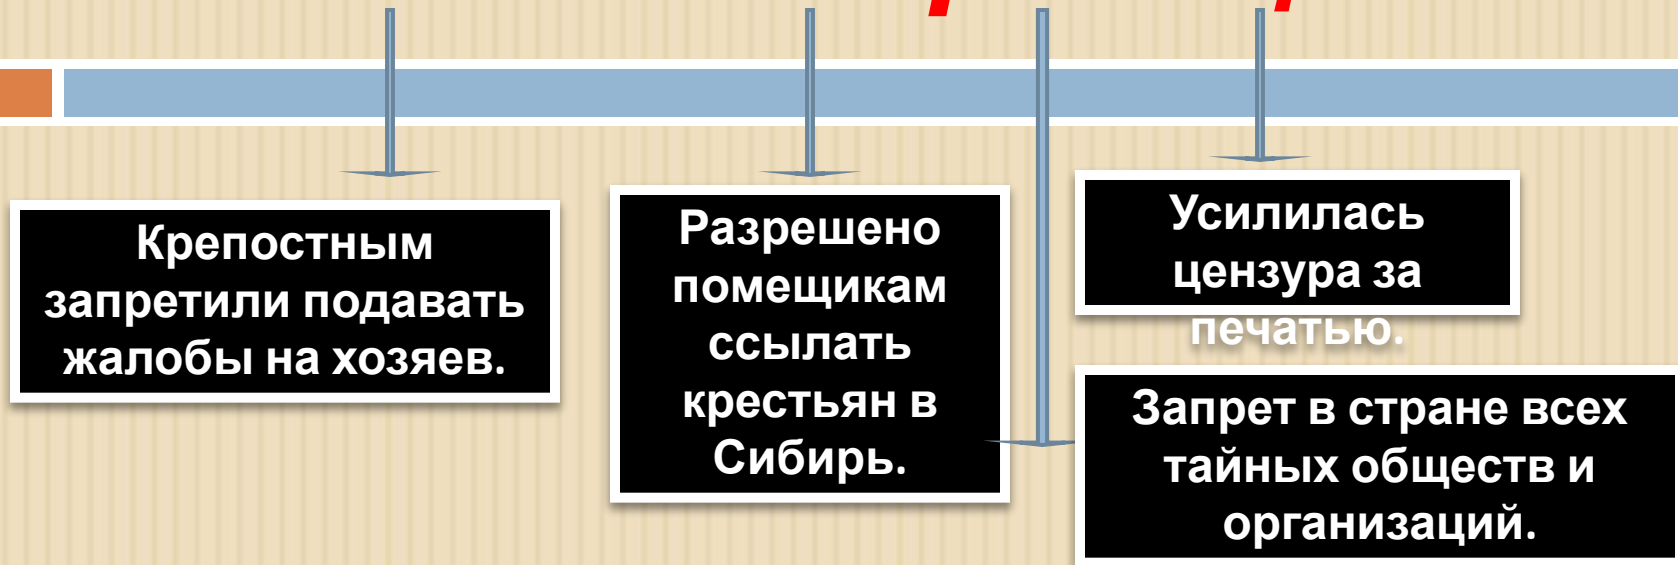 Крепостным
запретили подавать
жалобы на хозяев.
Разрешено
помещикам
ссылать
крестьян в
Сибирь.
Усилилась
цензура за
печатью.
Запрет в стране всех
тайных обществ и
организаций.